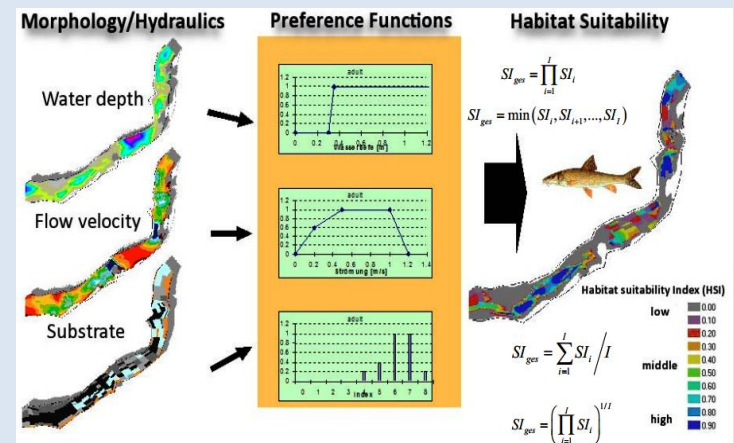 Morphology/Hydraulics
Preference Functions
Habitat Suitability
Water depth
Flow velocity
Substrate
adult
1.2
1
0.8
0.6
0.4
0.2
0
0 0.2 0.4 0.6 0.8 1 1.2
Wassertiefe [m]
adult
1.2
1
0.8
0.6
0.4
0.2
0
0 0.2 0.4 0.6 0.8 1 1.2 1.4
Strömung [m/s]
adult
1.2
1
0.8
0.6
0.4
0.2
0
0 1 2 3 4 5 6 7 8
Index
SI_ges = ∏_{i=1}^{I} SI_i
SI_ges = min(SI_i, SI_{i+1}, ..., SI_I)
Habitat suitability Index (HSI)
low
middle
high
0.00
0.10
0.20
0.30
0.40
0.50
0.60
0.70
0.80
0.90
SI_ges = ∑_{i=1}^{I} SI_i / I
SI_ges = (∏_{i=1}^{I} SI_i)^{1/I}